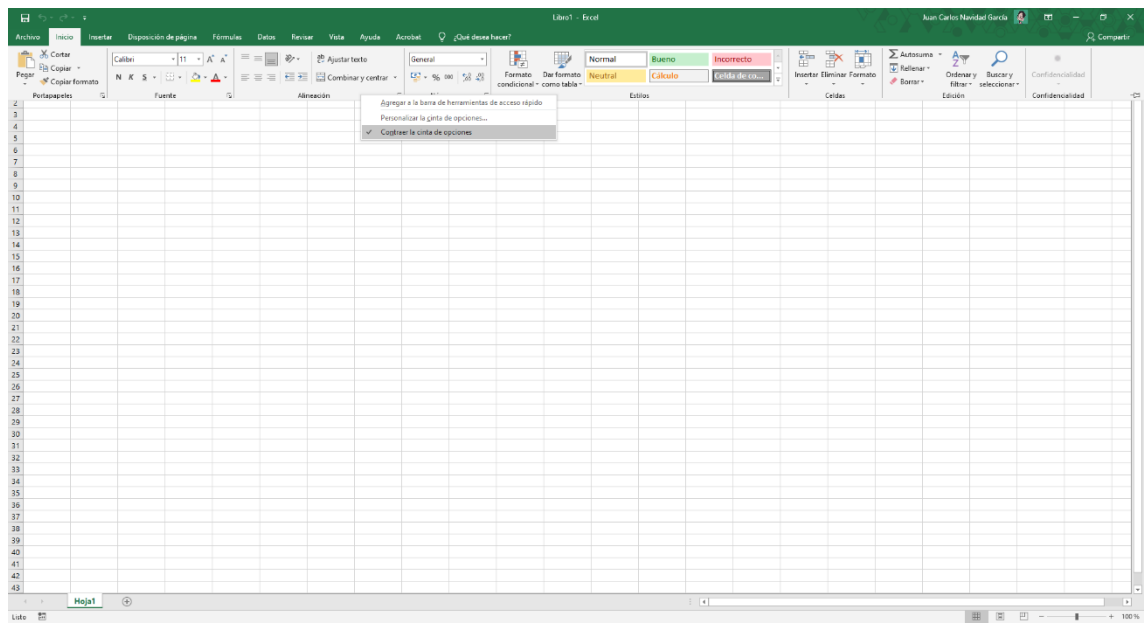 Libro1 - Excel
Juan Carlos Navidad García
Archivo Inicio Insertar Disposición de página Fórmulas Datos Revisar Vista Ayuda Acrobat ¿Qué desea hacer? Compartir
Pegar
Cortar
Copiar
Copiar formato
Portapapeles
Calibri 11
N K S
Fuente
Ajustar texto
Combinar y centrar
Alineación
General
% 000
Formato condicional
Dar formato como tabla
Normal Bueno Incorrecto
Neutral Cálculo Celda de co...
Estilos
Insertar Eliminar Formato
Celdas
Autosuma
Rellenar
Borrar
Ordenar y filtrar
Buscar y seleccionar
Edición
Confidencialidad
Confidencialidad
Agregar a la barra de herramientas de acceso rápido
Personalizar la cinta de opciones...
Contraer la cinta de opciones
2
3
4
5
6
7
8
9
10
11
12
13
14
15
16
17
18
19
20
21
22
23
24
25
26
27
28
29
30
31
32
33
34
35
36
37
38
39
40
41
42
43
Hoja1
Listo
100 %